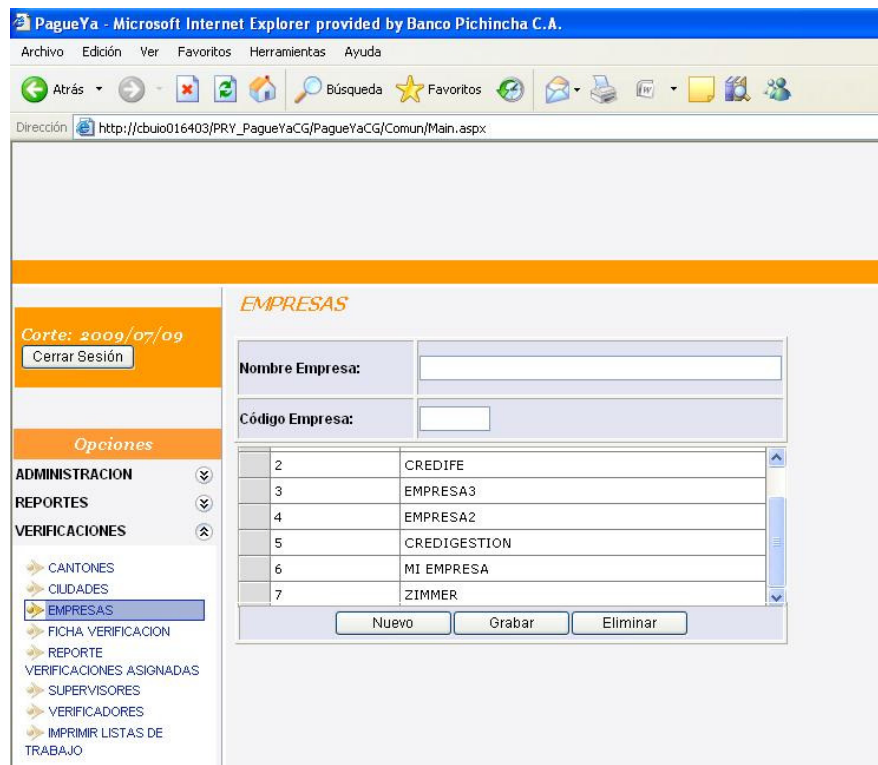 PagueYa - Microsoft Internet Explorer provided by Banco Pichincha C.A.
Archivo Edición Ver Favoritos Herramientas Ayuda
Atrás Búsqueda Favoritos
Dirección http://cbuio016403/PRY_PagueYaCG/PagueYaCG/Comun/Main.aspx
Corte: 2009/07/09
Cerrar Sesión
Opciones
ADMINISTRACION
REPORTES
VERIFICACIONES
CANTONES
CIUDADES
EMPRESAS
FICHA VERIFICACION
REPORTE
VERIFICACIONES ASIGNADAS
SUPERVISORES
VERIFICADORES
IMPRIMIR LISTAS DE
TRABAJO
EMPRESAS
Nombre Empresa:
Código Empresa:
2 CREDIFE
3 EMPRESA3
4 EMPRESA2
5 CREDIGESTION
6 MI EMPRESA
7 ZIMMER
Nuevo Grabar Eliminar